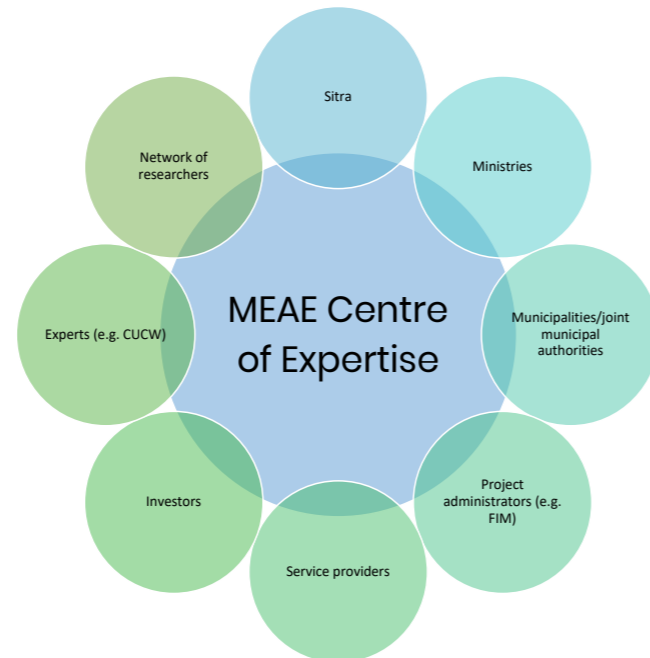 Sitra
Network of
researchers
Ministries
MEAE Centre
of Expertise
Experts (e.g. CUCW)
Municipalities/joint
municipal
authorities
Investors
Project
administrators (e.g.
FIM)
Service providers